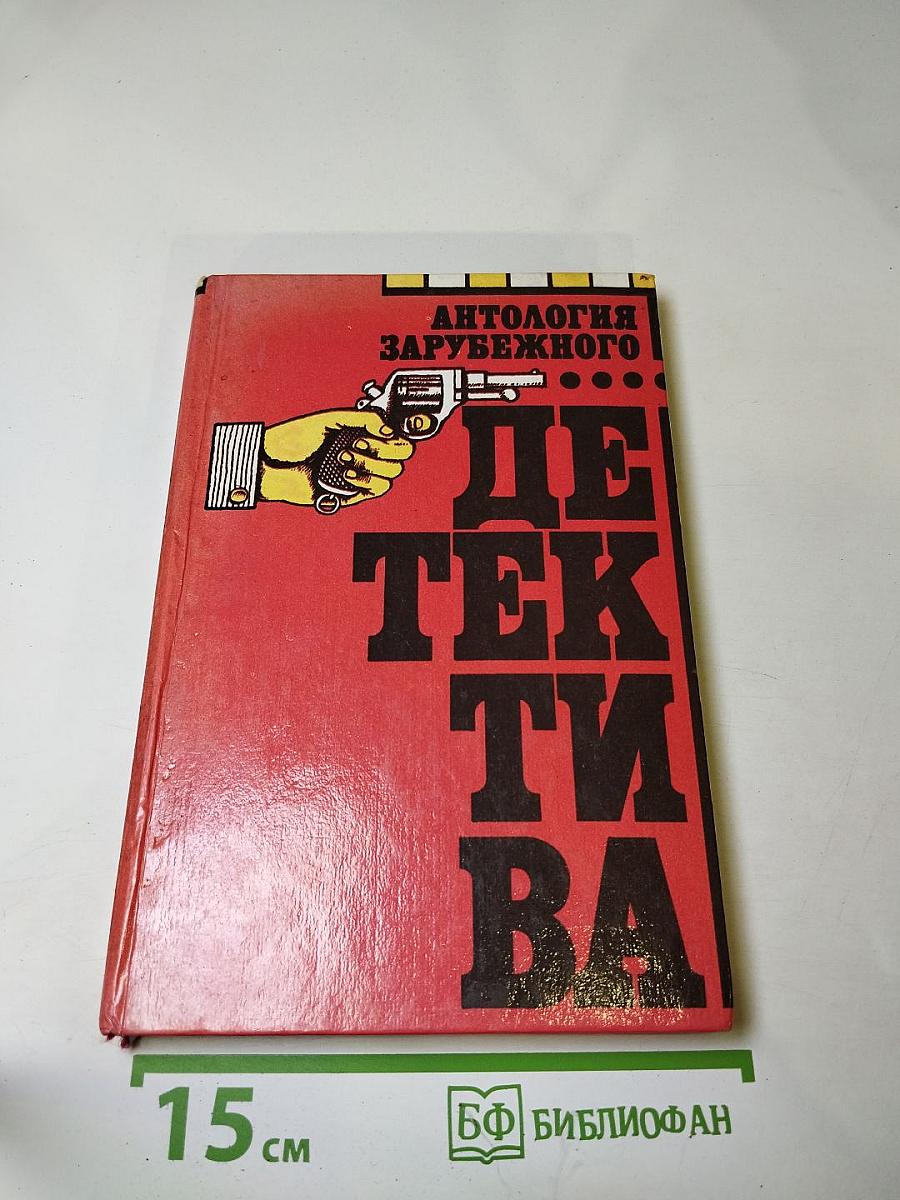 АНТОЛОГИЯ
ЗАРУБЕЖНОГО
ДЕ
ТЕК
ТИ
ВА
15 см
БФ БИБЛИОФАН